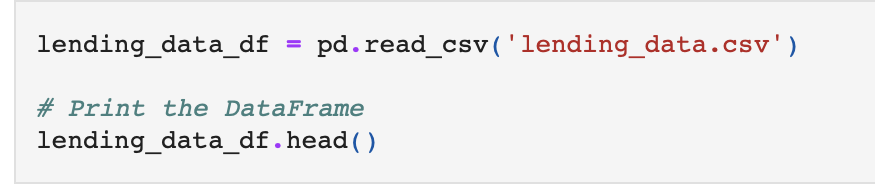 lending_data_df = pd.read_csv('lending_data.csv')
# Print the DataFrame
lending_data_df.head()